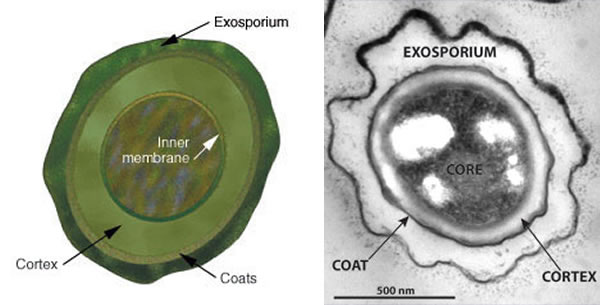 Exosporium
Inner
membrane
Cortex
Coats
EXOSPORIUM
CORE
COAT
CORTEX
500 nm